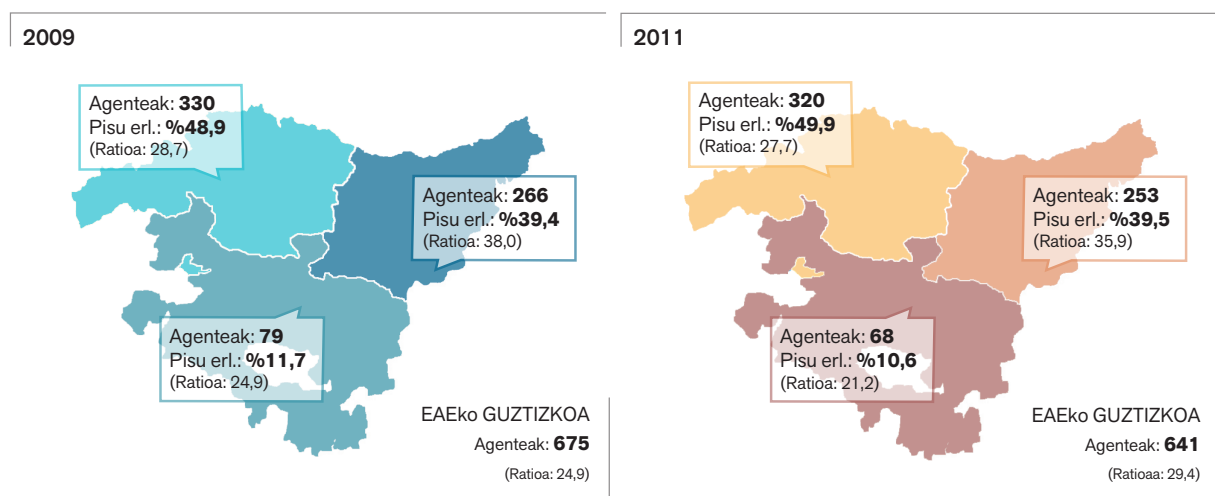 2009
Agenteak: 330
Pisu erl.: %48,9
(Ratioa: 28,7)
Agenteak: 266
Pisu erl.: %39,4
(Ratioa: 38,0)
Agenteak: 79
Pisu erl.: %11,7
(Ratioa: 24,9)
EAEko GUZTIZKOA
Agenteak: 675
(Ratioa: 24,9)
2011
Agenteak: 320
Pisu erl.: %49,9
(Ratioa: 27,7)
Agenteak: 253
Pisu erl.: %39,5
(Ratioa: 35,9)
Agenteak: 68
Pisu erl.: %10,6
(Ratioa: 21,2)
EAEko GUZTIZKOA
Agenteak: 641
(Ratioaa: 29,4)